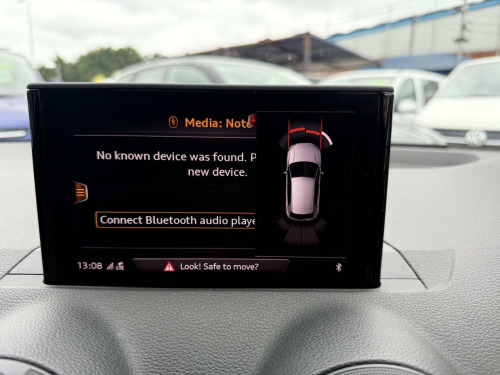 Media: Note
No known device was found. P
new device.
Connect Bluetooth audio playe
13:08 LTE
Look! Safe to move?